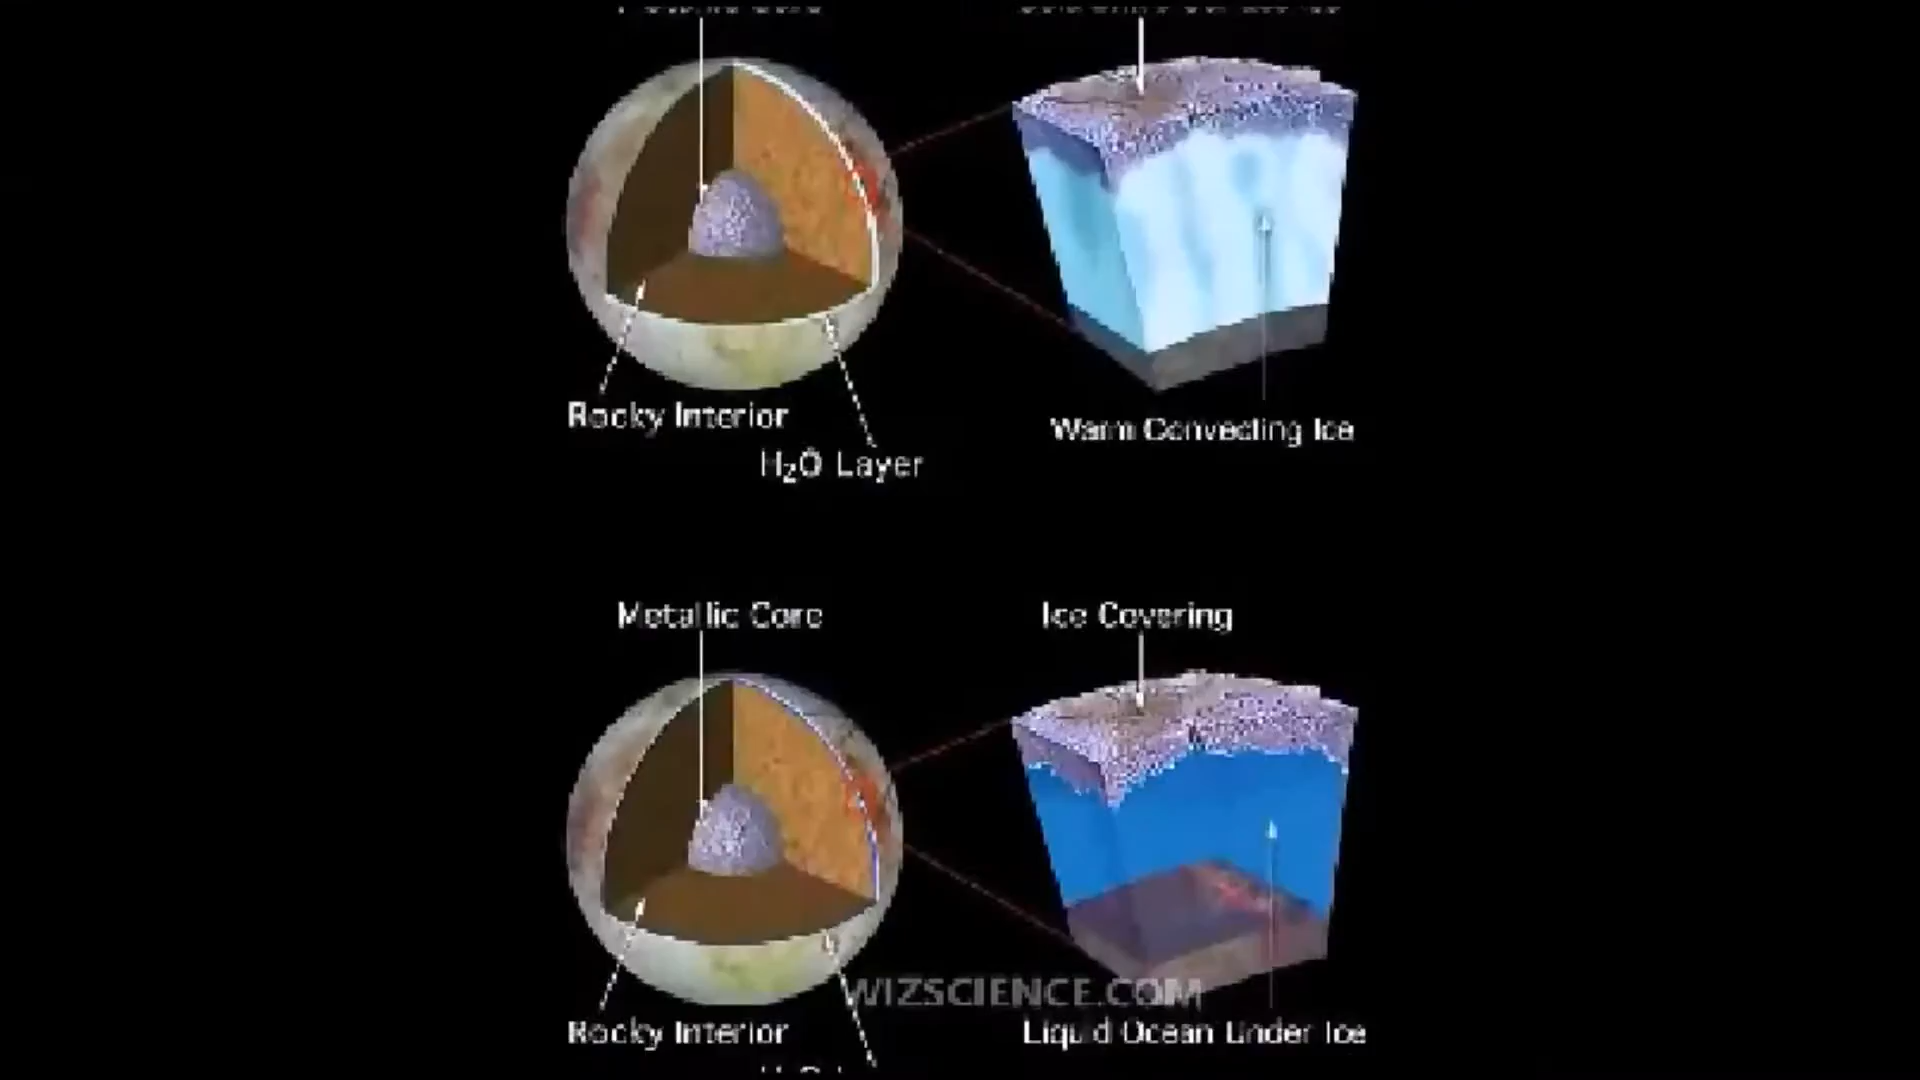 Rocky Interior
H₂O Layer
Warm Convecting Ice
Metallic Core
Ice Covering
WIZSCIENCE.COM
Rocky Interior
Liquid Ocean Under Ice